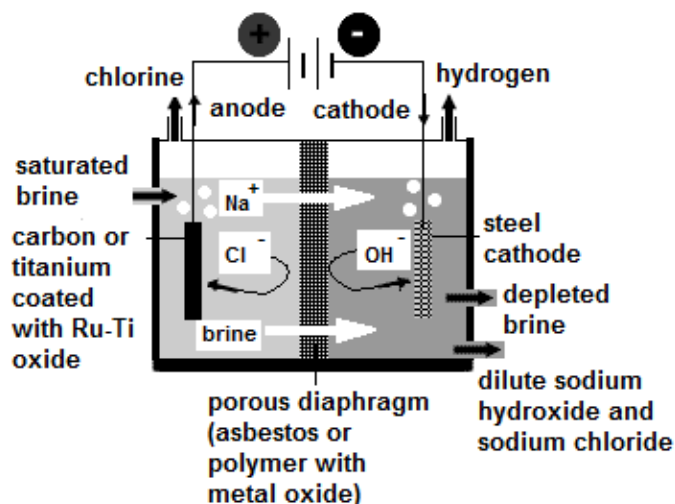 +
-
chlorine
anode
cathode
hydrogen
saturated
brine
Na+
steel
cathode
carbon or
titanium
coated
with Ru-Ti
oxide
Cl-
OH-
depleted
brine
brine
dilute sodium
hydroxide and
sodium chloride
porous diaphragm
(asbestos or
polymer with
metal oxide)